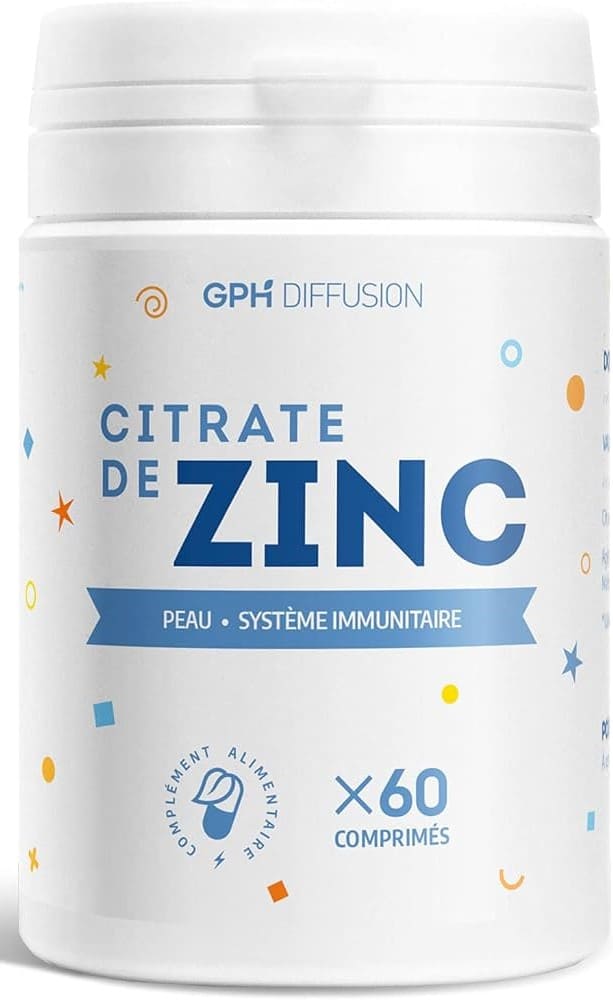 GPH DIFFUSION
CITRATE
DE ZINC
PEAU • SYSTÈME IMMUNITAIRE
COMPLÉMENT ALIMENTAIRE
×60
COMPRIMÉS